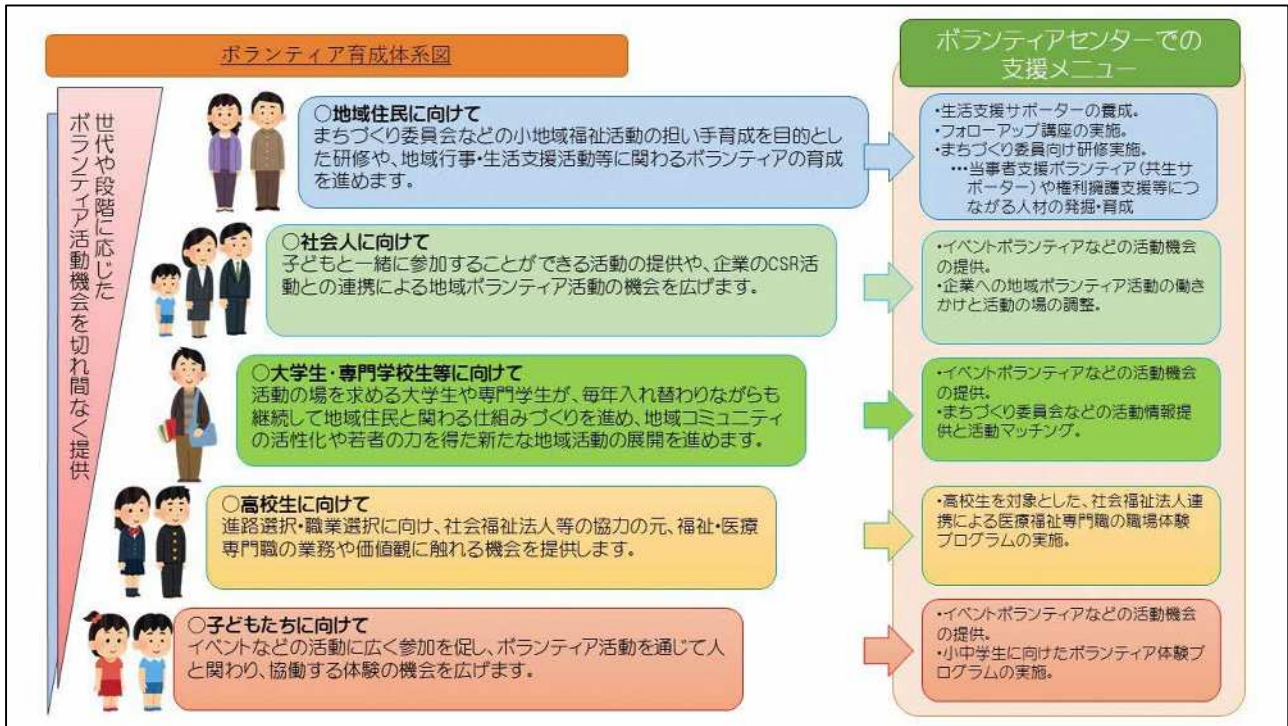 ボランティア育成体系図
ボランティアセンターでの
支援メニュー
世代や段階に応じた
ボランティア活動機会を切れ間なく提供
○地域住民に向けて
まちづくり委員会などの小地域福祉活動の担い手育成を目的とし
た研修や、地域行事・生活支援活動等に関わるボランティアの育成
を進めます。
・生活支援サポーターの養成。
・フォローアップ講座の実施。
・まちづくり委員向け研修実施。
・・・当事者支援ボランティア(共生サ
ポーター)や権利擁護支援等につ
ながる人材の発掘・育成
○社会人に向けて
子どもと一緒に参加することができる活動の提供や、企業のCSR活
動との連携による地域ボランティア活動の機会を広げます。
・イベントボランティアなどの活動機会
の提供。
・企業への地域ボランティア活動の働き
かけと活動の場の調整。
○大学生・専門学校生等に向けて
活動の場を求める大学生や専門学生が、毎年入れ替わりながらも
継続して地域住民と関わる仕組みづくりを進め、地域コミュニティ
の活性化や若者の力を得た新たな地域活動の展開を進めます。
・イベントボランティアなどの活動機会
の提供。
・まちづくり委員会などの活動情報提
供と活動マッチング。
○高校生に向けて
進路選択・職業選択に向け、社会福祉法人等の協力の元、福祉・医療
専門職の業務や価値観に触れる機会を提供します。
・高校生を対象とした、社会福祉法人連
携による医療福祉専門職の職場体験
プログラムの実施。
○子どもたちに向けて
イベントなどの活動に広く参加を促し、ボランティア活動を通じて人
と関わり、協働する体験の機会を広げます。
・イベントボランティアなどの活動機会
の提供。
・小中学生に向けたボランティア体験プ
ログラムの実施。